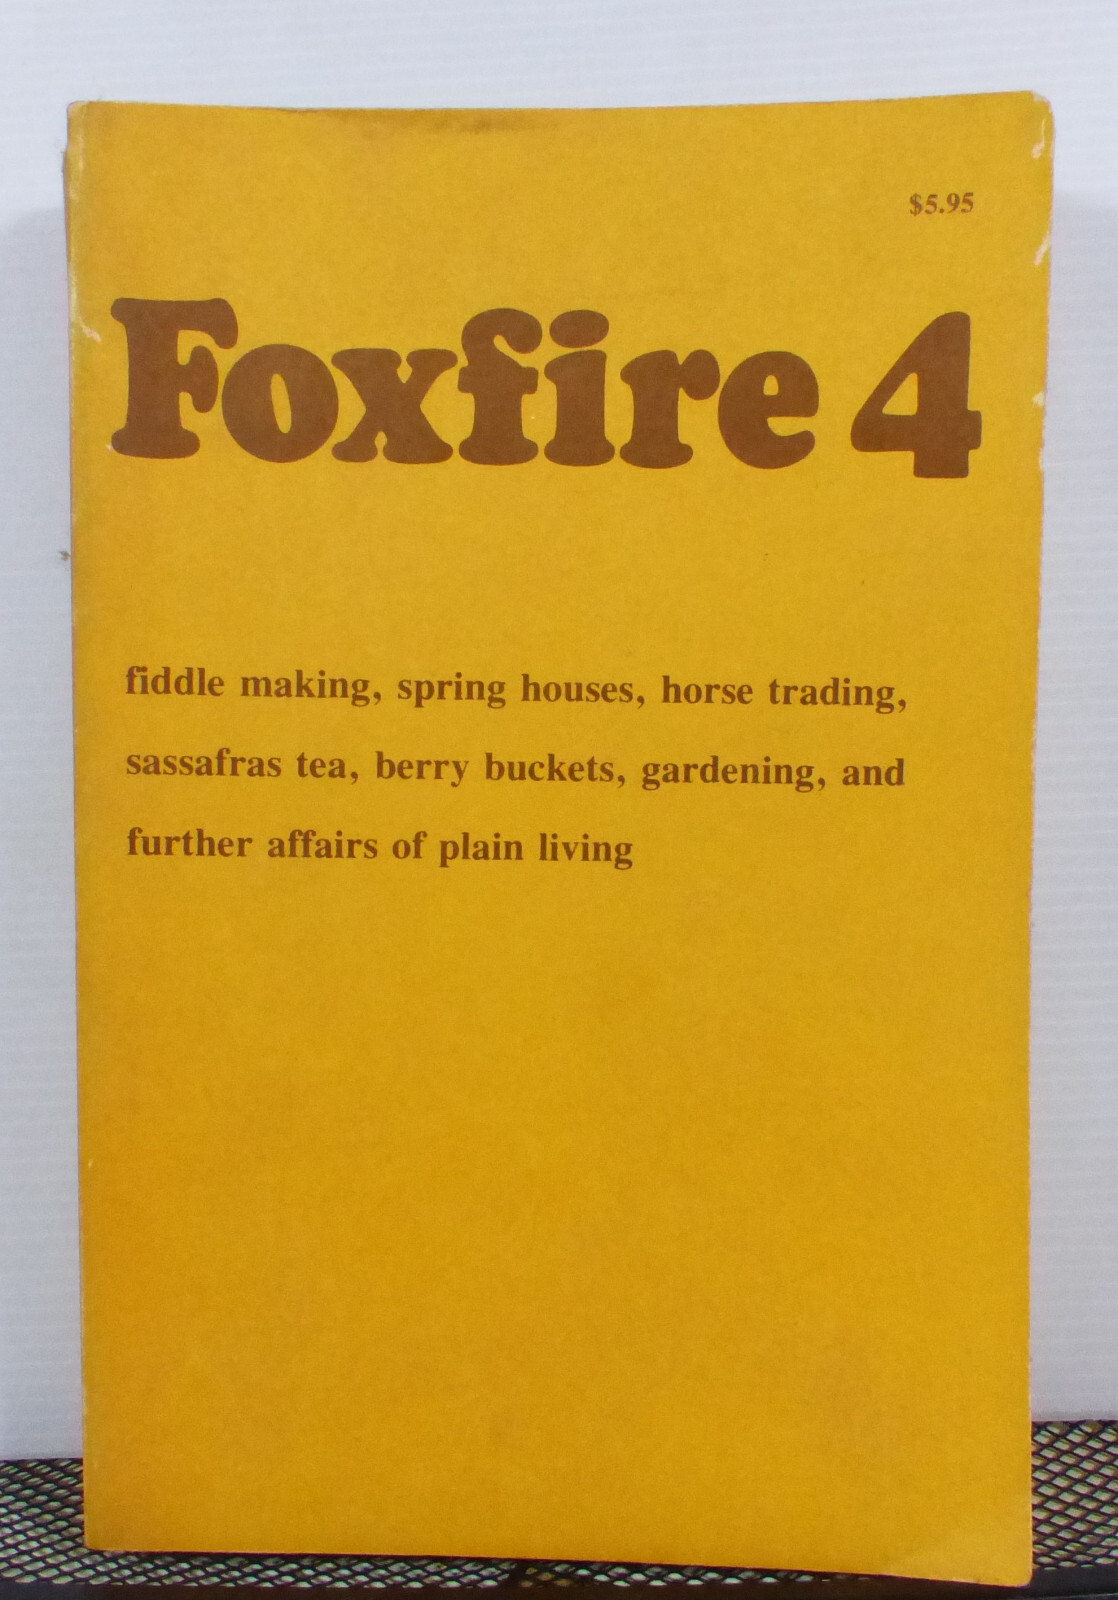 $5.95
Foxfire 4
fiddle making, spring houses, horse trading,
sassafras tea, berry buckets, gardening, and
further affairs of plain living